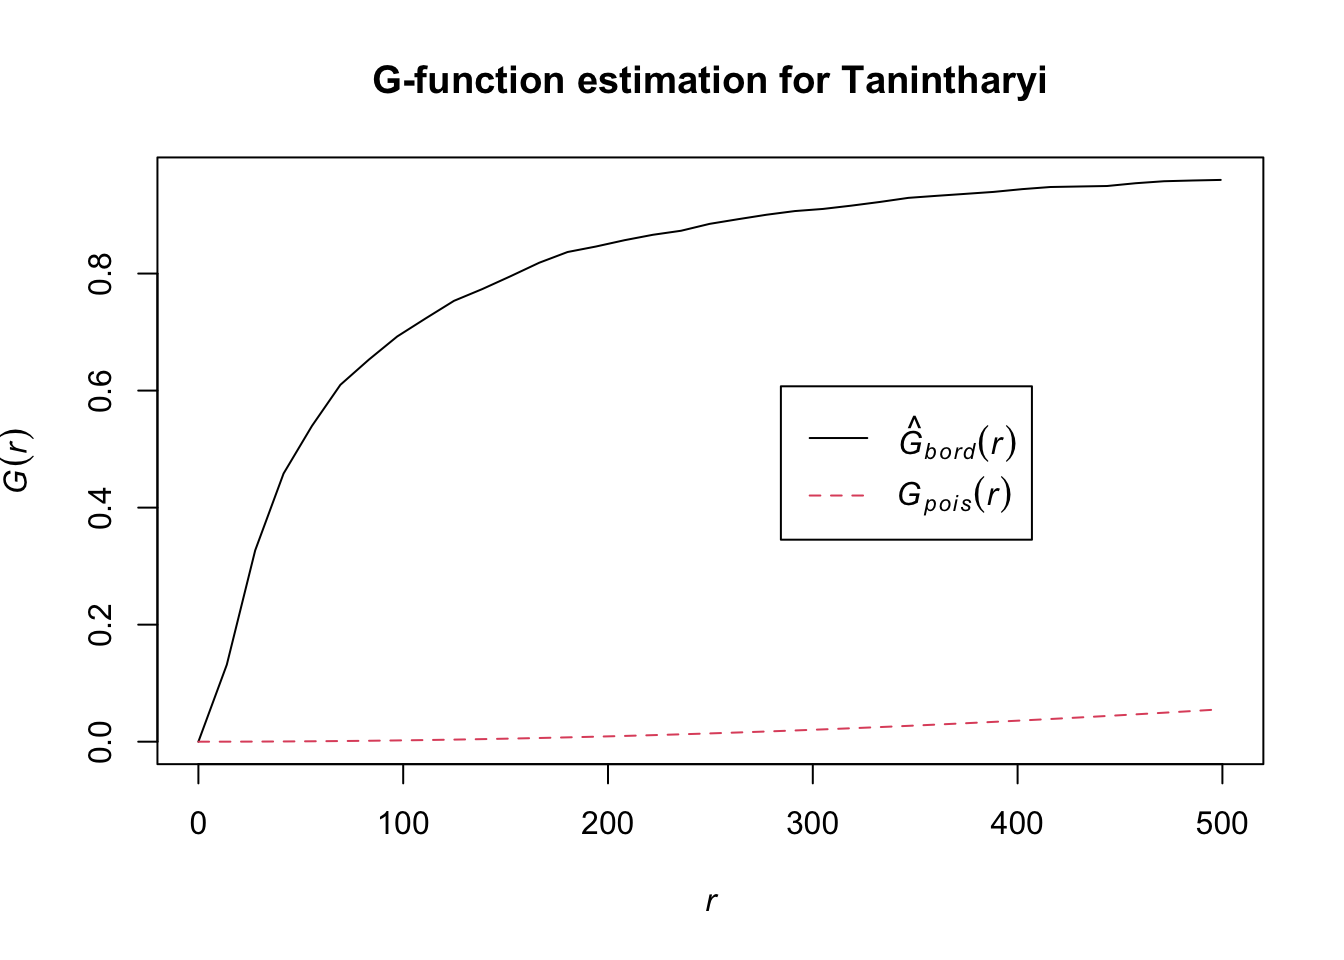 G-function estimation for Tanintharyi
G(r)
0.8
0.6
0.4
0.2
0.0
Ĝbord(r)
Gpois(r)
0 100 200 300 400 500
r